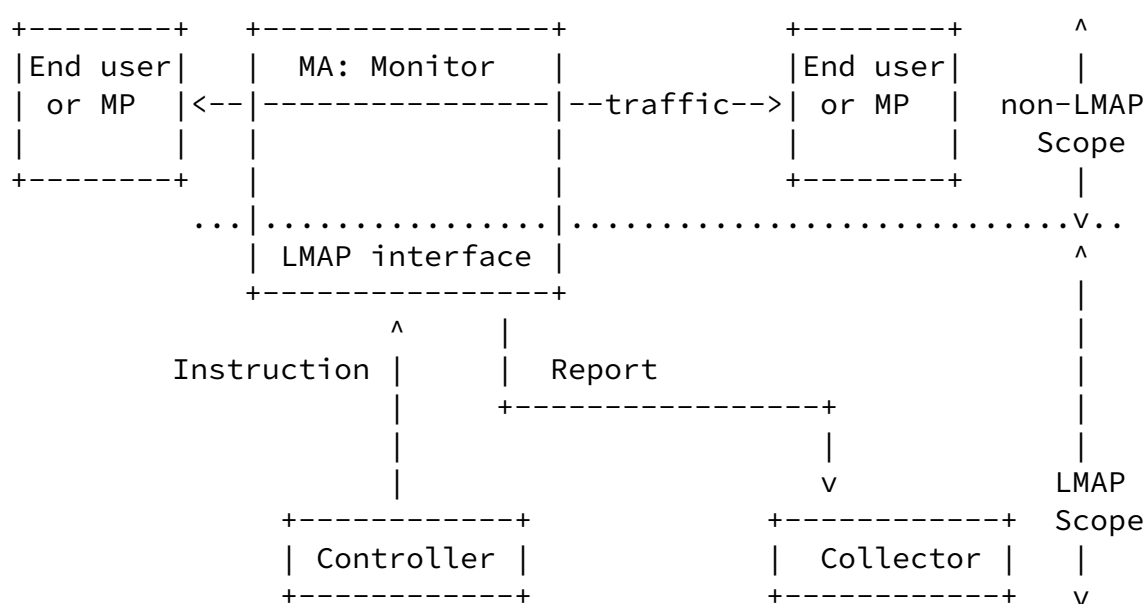 End user MA: Monitor End user
or MP traffic or MP non-LMAP
Scope
LMAP interface
Instruction Report
LMAP
Scope
Controller Collector